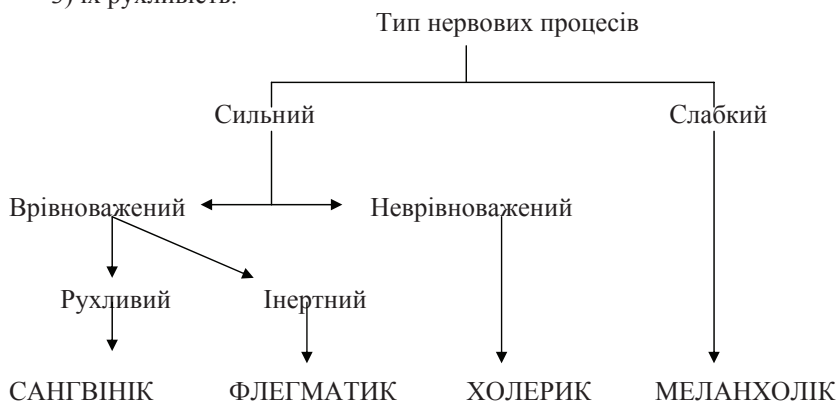 3) їх рухливість.
Тип нервових процесів
Сильний Слабкий
Врівноважений Неврівноважений
Рухливий Інертний
САНГВІНІК ФЛЕГМАТИК ХОЛЕРИК МЕЛАНХОЛІК